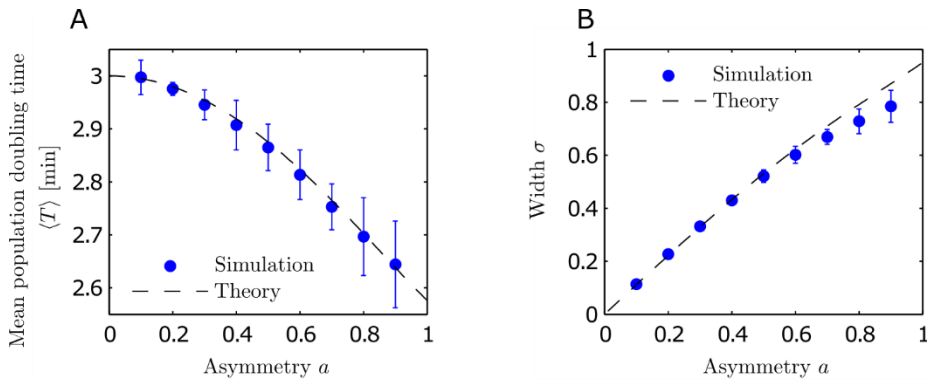 A
Mean population doubling time
⟨T⟩ [min]
3
2.9
2.8
2.7
2.6
0
0.2
0.4
0.6
0.8
1
Simulation
Theory
Asymmetry a
B
Width σ
1
0.8
0.6
0.4
0.2
0
0
0.2
0.4
0.6
0.8
1
Simulation
Theory
Asymmetry a